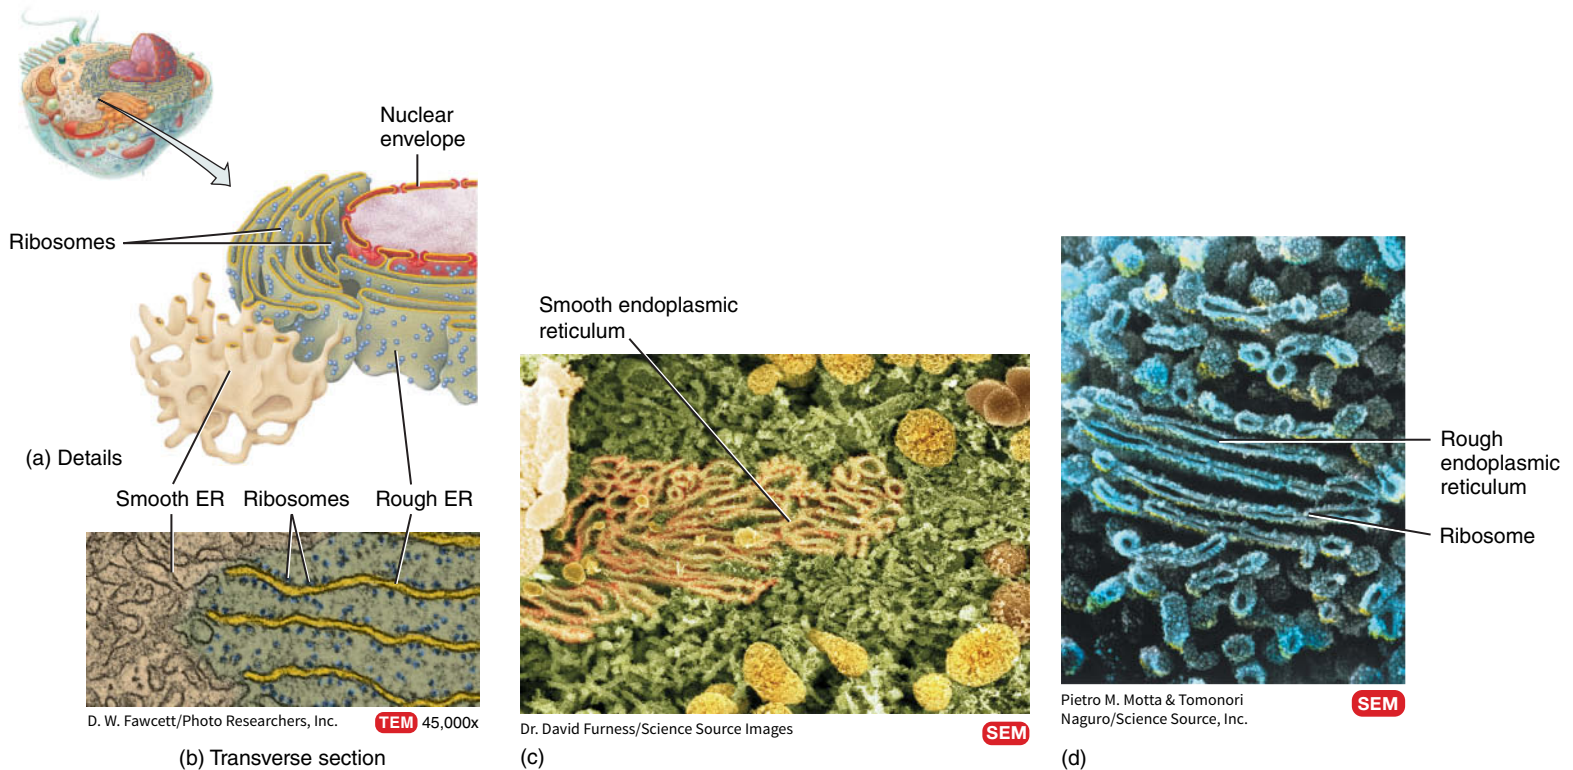 Nuclear
envelope
Ribosomes
(a) Details
Smooth ER Ribosomes Rough ER
D. W. Fawcett/Photo Researchers, Inc. TEM 45,000x
(b) Transverse section
Smooth endoplasmic
reticulum
Dr. David Furness/Science Source Images SEM
(c)
Rough
endoplasmic
reticulum
Ribosome
Pietro M. Motta & Tomonori
Naguro/Science Source, Inc. SEM
(d)